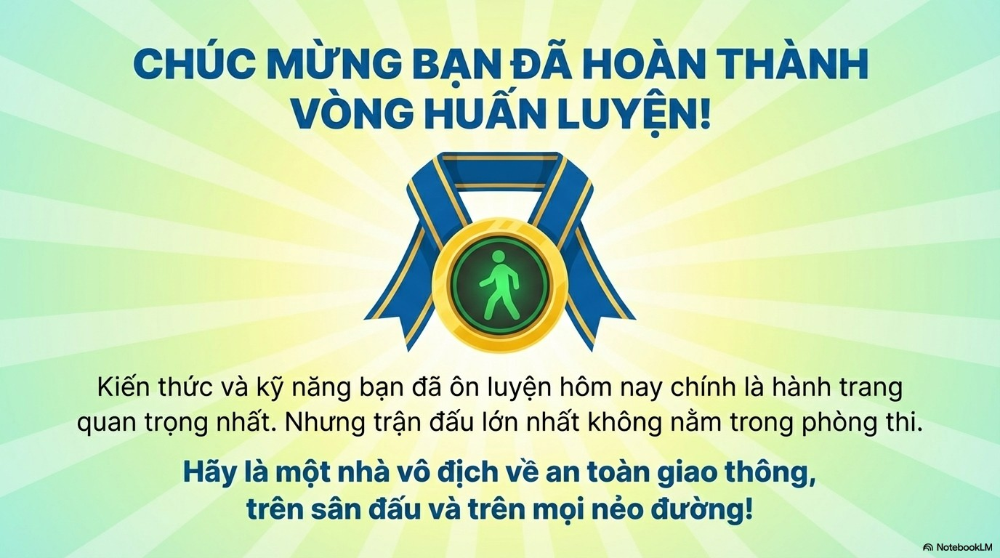 CHÚC MỪNG BẠN ĐÃ HOÀN THÀNH
VÒNG HUẤN LUYỆN!
Kiến thức và kỹ năng bạn đã ôn luyện hôm nay chính là hành trang
quan trọng nhất. Nhưng trận đấu lớn nhất không nằm trong phòng thi.
Hãy là một nhà vô địch về an toàn giao thông,
trên sân đấu và trên mọi nẻo đường!
NotebookLM